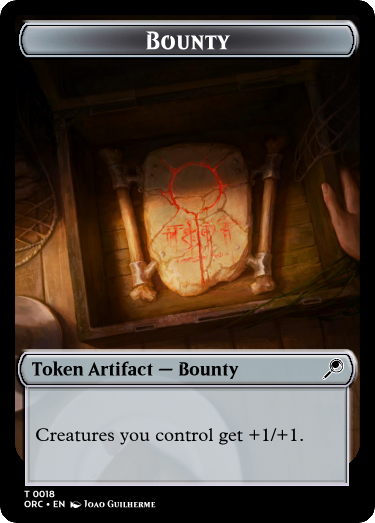 Bounty
Token Artifact — Bounty
Creatures you control get +1/+1.
T 0018
ORC • EN Joao Guilherme